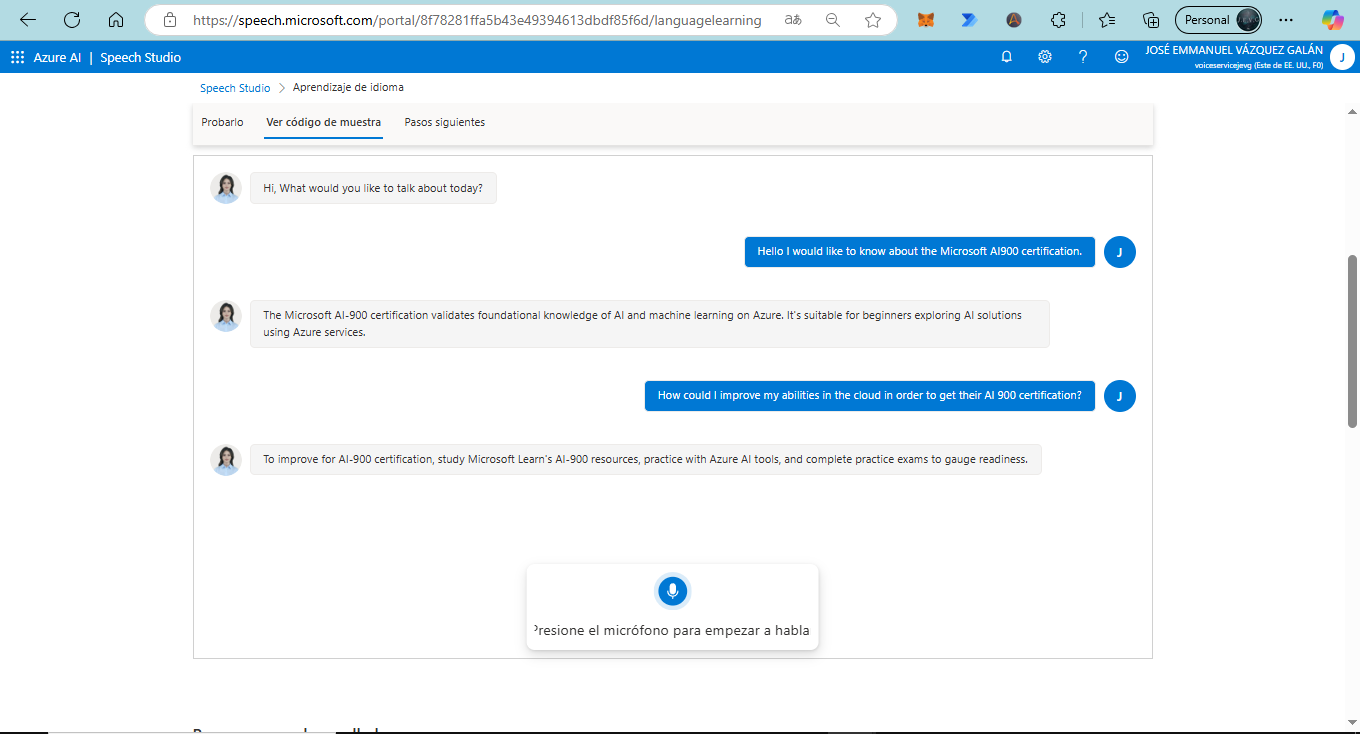 https://speech.microsoft.com/portal/8f78281ffa5b43e49394613dbdf85f6d/languagelearning
Personal
Azure AI | Speech Studio
JOSÉ EMMANUEL VÁZQUEZ GALÁN
voiceservicejevg (Este de EE. UU., F0)
J
Speech Studio > Aprendizaje de idioma
Probarlo Ver código de muestra Pasos siguientes
Hi, What would you like to talk about today?
Hello I would like to know about the Microsoft AI900 certification.
J
The Microsoft AI-900 certification validates foundational knowledge of AI and machine learning on Azure. It's suitable for beginners exploring AI solutions
using Azure services.
How could I improve my abilities in the cloud in order to get their AI 900 certification?
J
To improve for AI-900 certification, study Microsoft Learn's AI-900 resources, practice with Azure AI tools, and complete practice exams to gauge readiness.
Presione el micrófono para empezar a habla